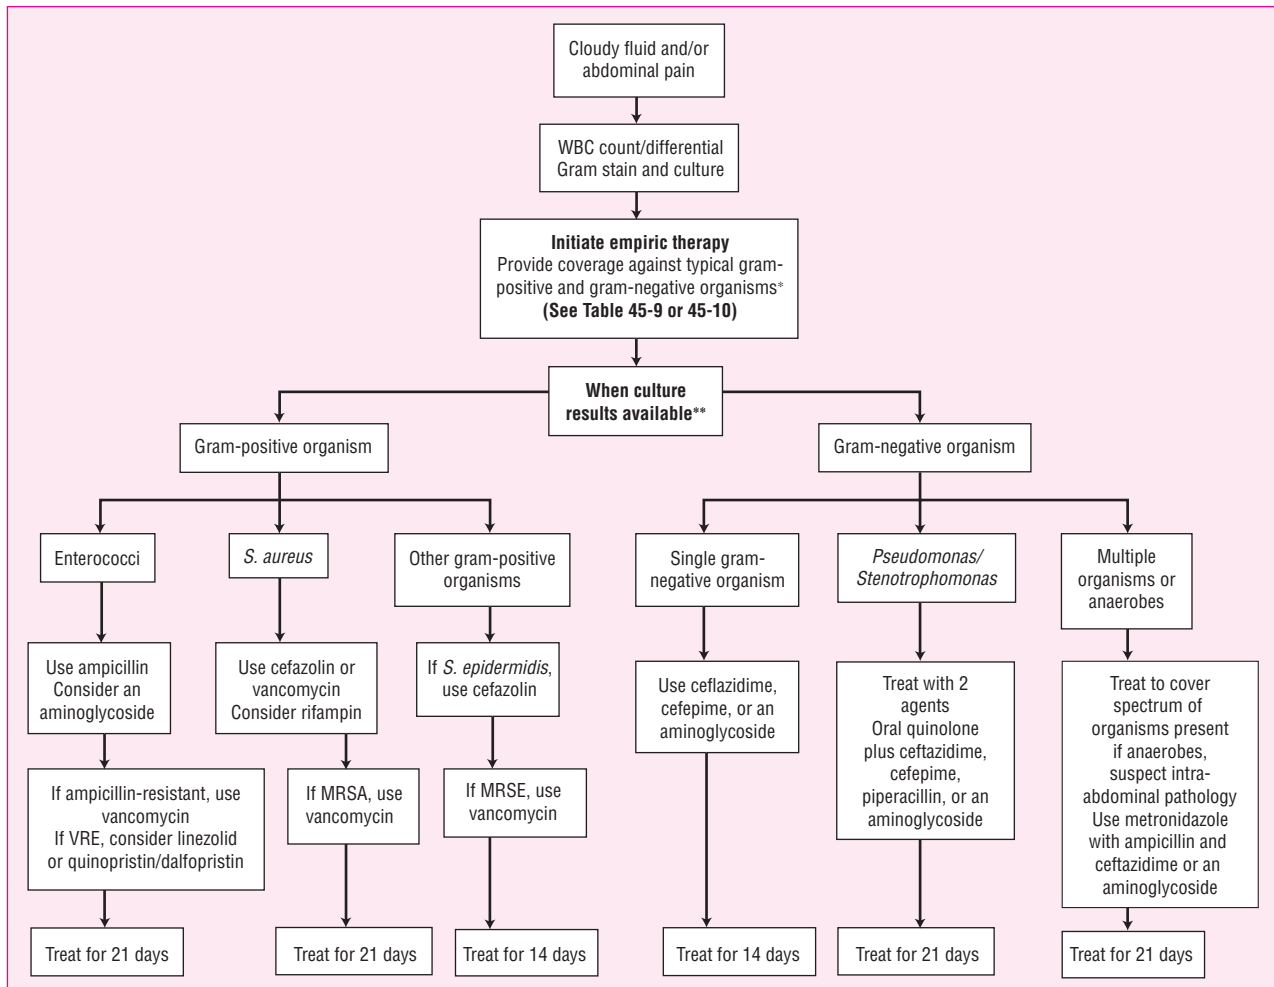 Cloudy fluid and/or
abdominal pain
WBC count/differential
Gram stain and culture
Initiate empiric therapy
Provide coverage against typical gram-
positive and gram-negative organisms*
(See Table 45-9 or 45-10)
When culture
results available**
Gram-positive organism
Gram-negative organism
Enterococci
S. aureus
Other gram-positive
organisms
Single gram-
negative organism
Pseudomonas/
Stenotrophomonas
Multiple
organisms or
anaerobes
Use ampicillin
Consider an
aminoglycoside
Use cefazolin or
vancomycin
Consider rifampin
If S. epidermidis,
use cefazolin
Use ceflazidime,
cefepime, or an
aminoglycoside
Treat with 2
agents
Oral quinolone
plus ceftazidime,
cefepime,
piperacillin, or an
aminoglycoside
Treat to cover
spectrum of
organisms present
if anaerobes,
suspect intra-
abdominal pathology
Use metronidazole
with ampicillin and
ceftazidime or an
aminoglycoside
If ampicillin-resistant, use
vancomycin
If VRE, consider linezolid
or quinopristin/dalfopristin
If MRSA, use
vancomycin
If MRSE, use
vancomycin
Treat for 21 days
Treat for 21 days
Treat for 14 days
Treat for 14 days
Treat for 21 days
Treat for 21 days